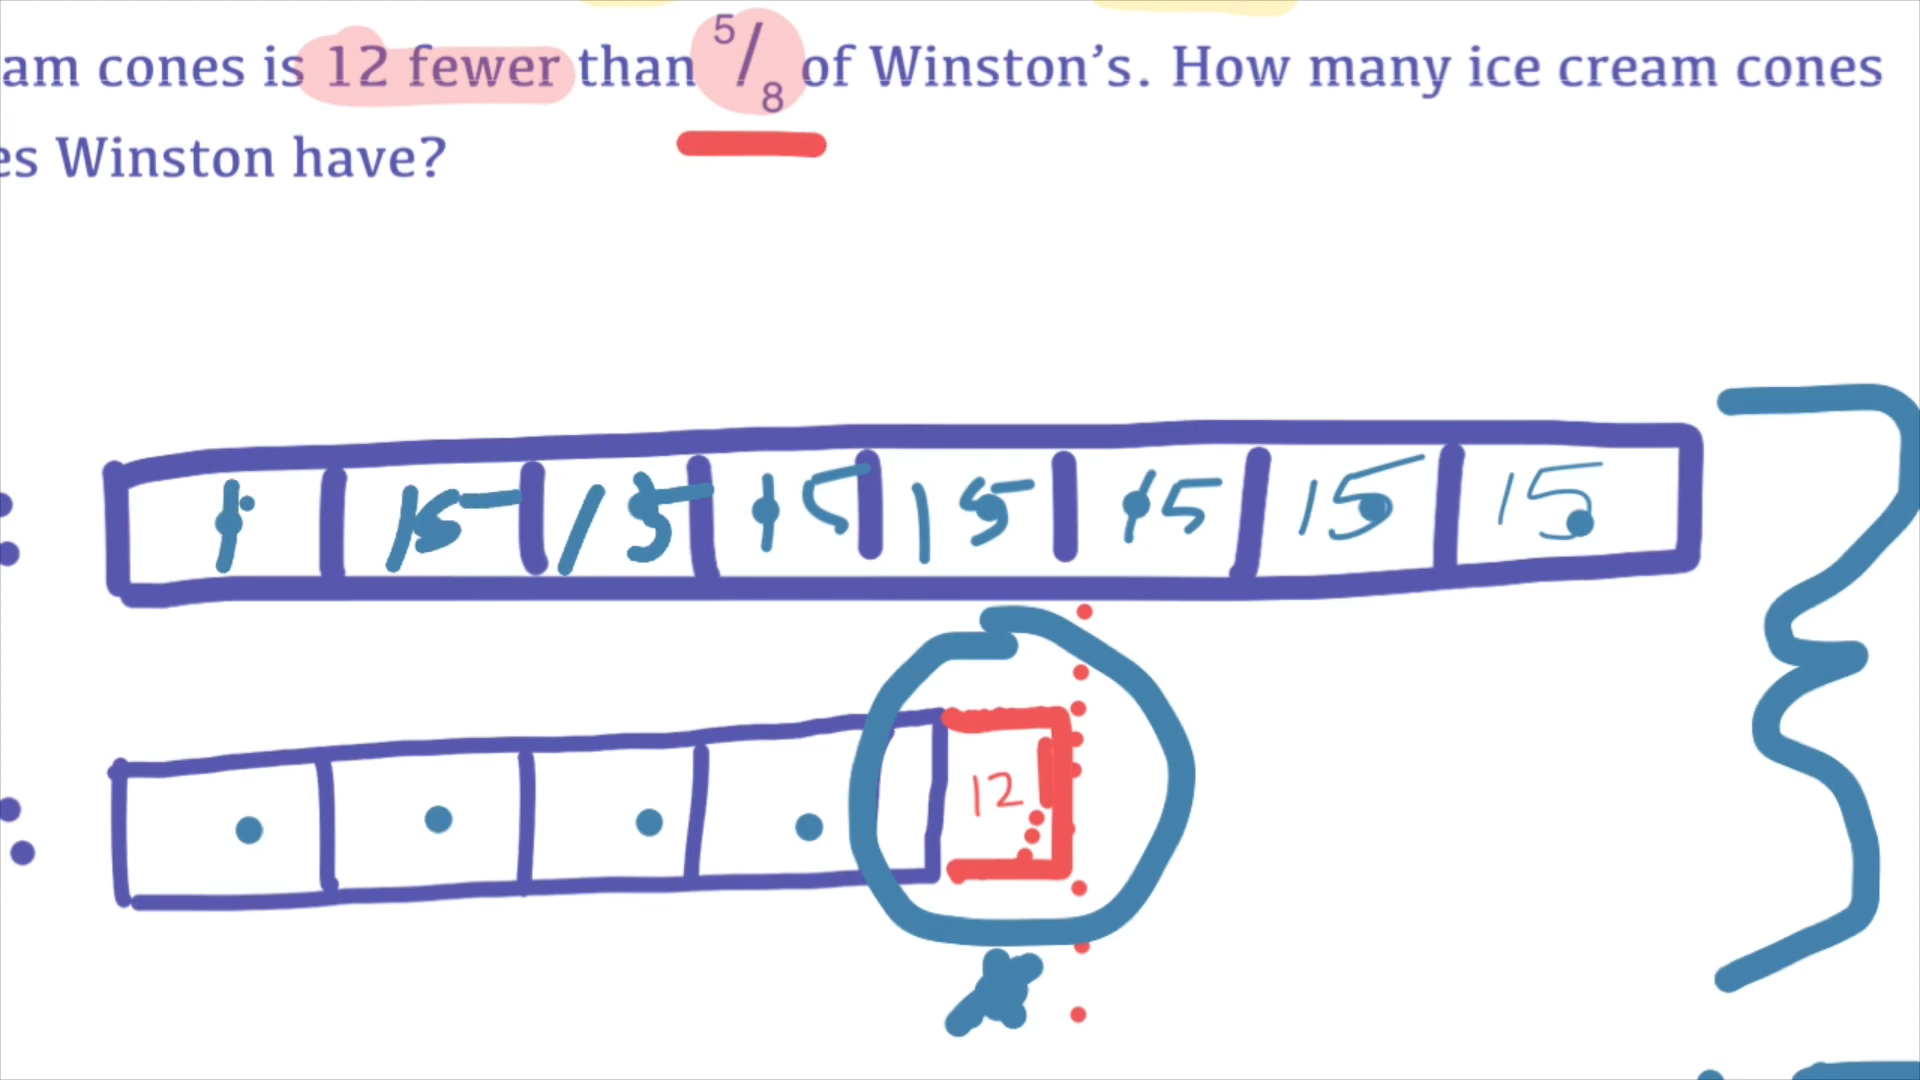 am cones is 12 fewer than 5/8 of Winston's. How many ice cream cones
es Winston have?
15 15 15 15 15 15 15
12